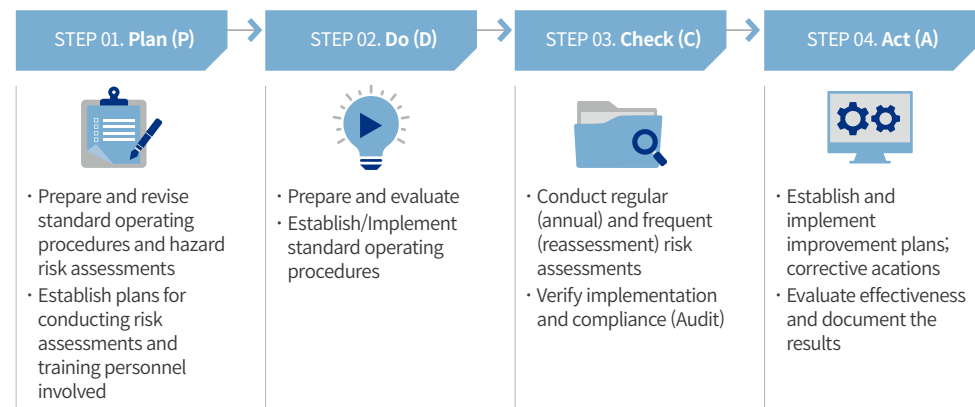 STEP 01. Plan (P)
STEP 02. Do (D)
STEP 03. Check (C)
STEP 04. Act (A)
· Prepare and revise
standard operating
procedures and hazard
risk assessments
· Establish plans for
conducting risk
assessments and
training personnel
involved
· Prepare and evaluate
· Establish/Implement
standard operating
procedures
· Conduct regular
(annual) and frequent
(reassessment) risk
assessments
· Verify implementation
and compliance (Audit)
· Establish and
implement
improvement plans;
corrective acations
· Evaluate effectiveness
and document the
results